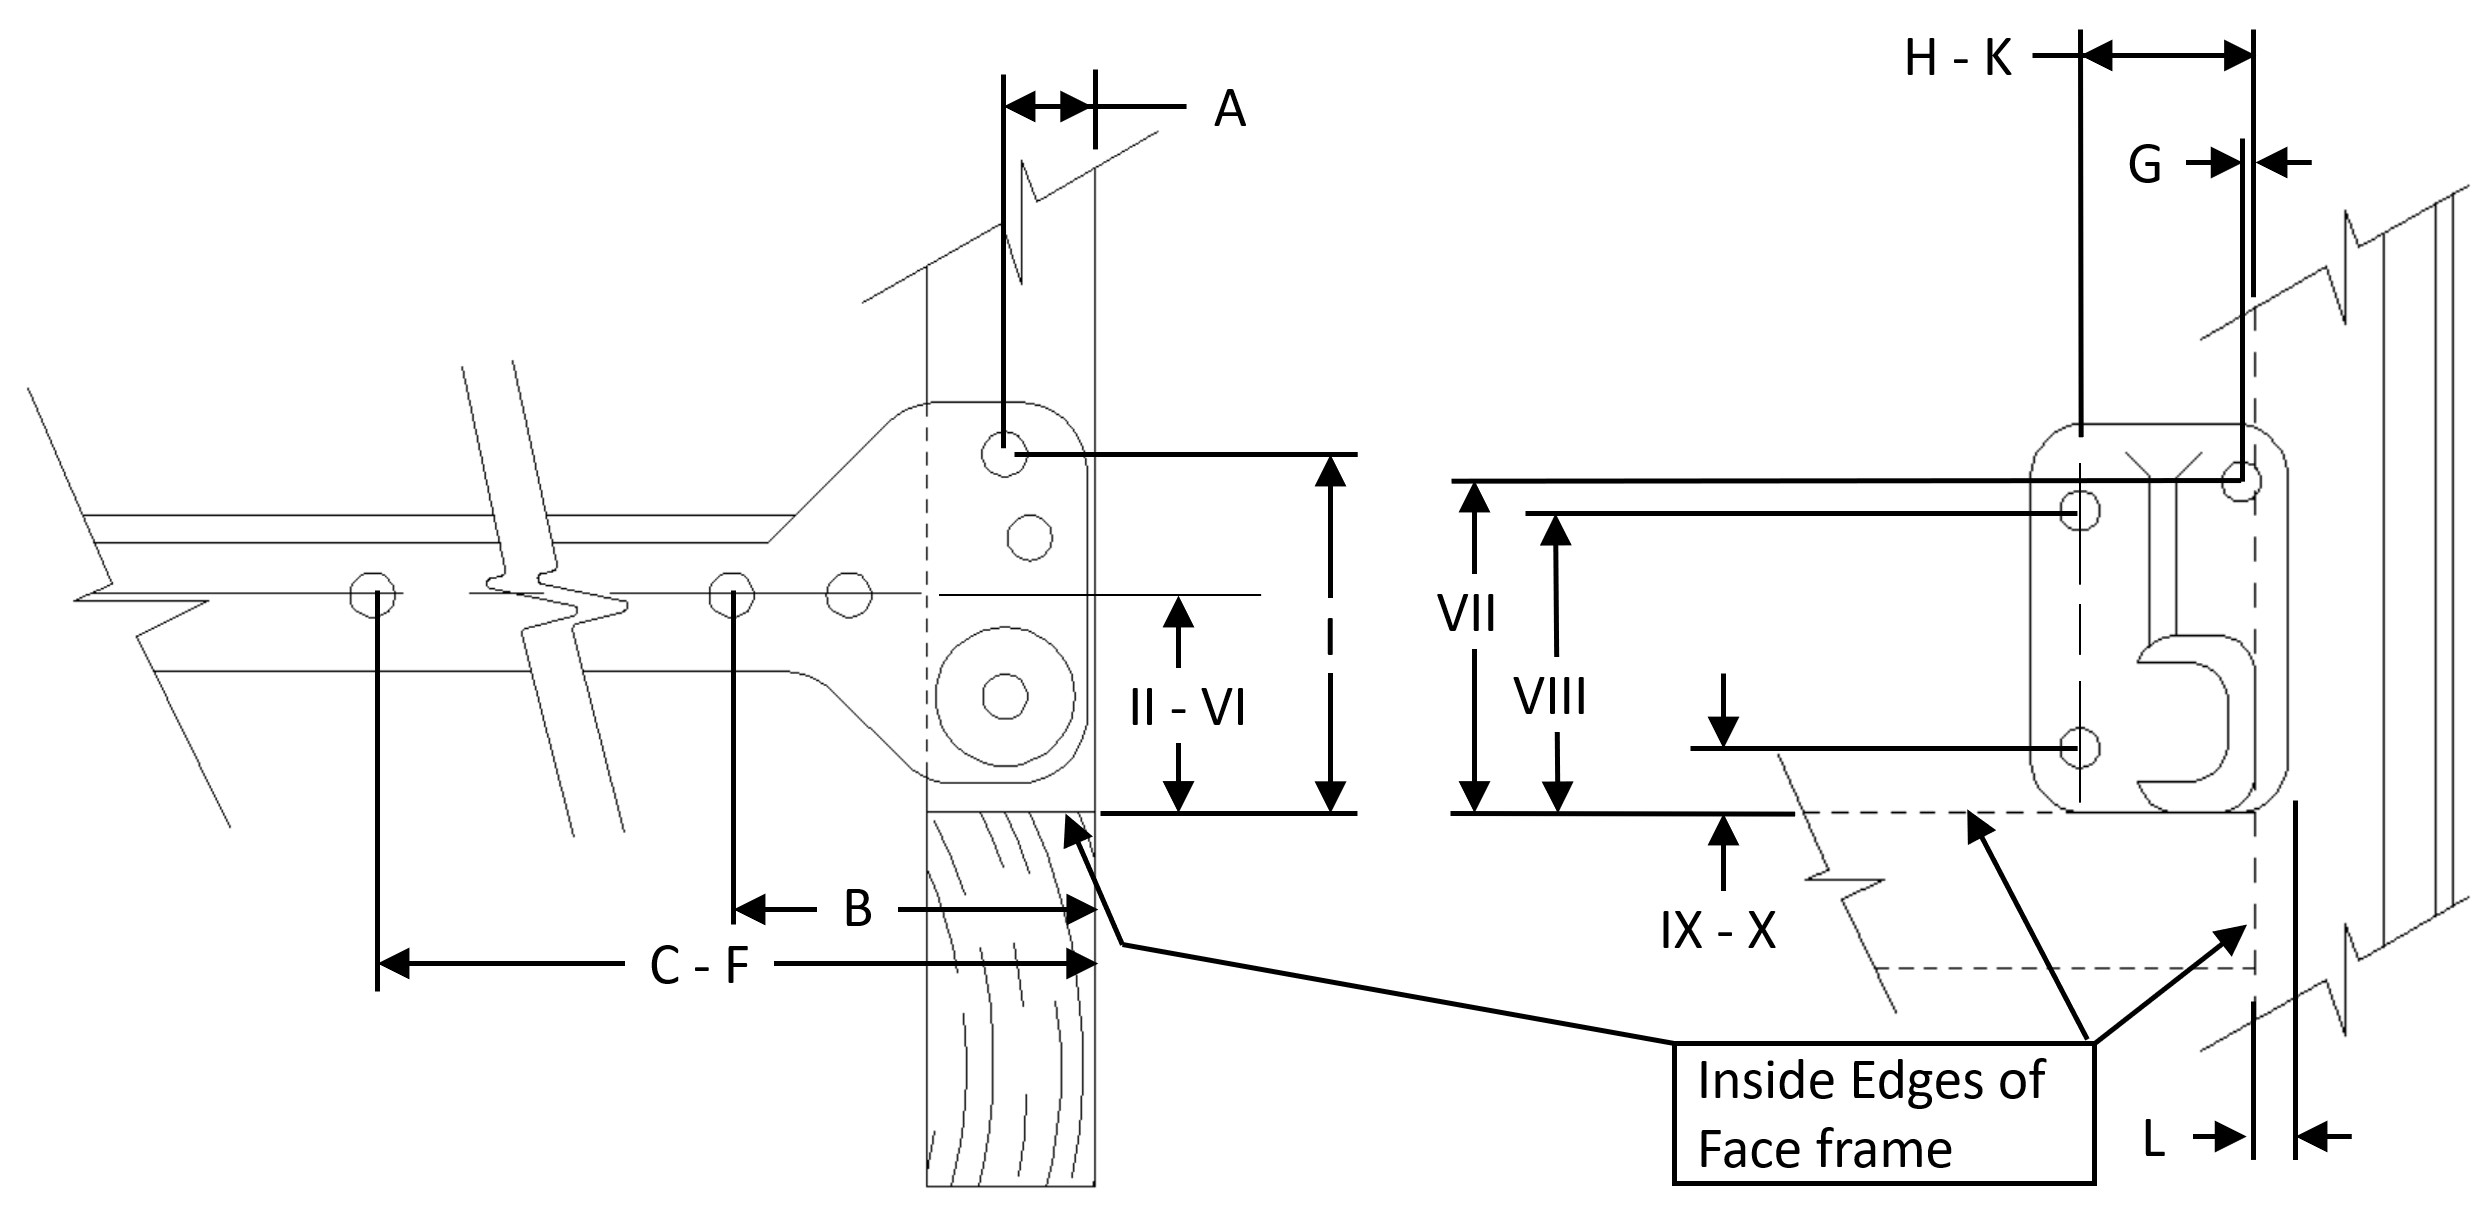 H - K
A
G
I
VII
VIII
II - VI
B
IX - X
C - F
Inside Edges of
Face frame
L